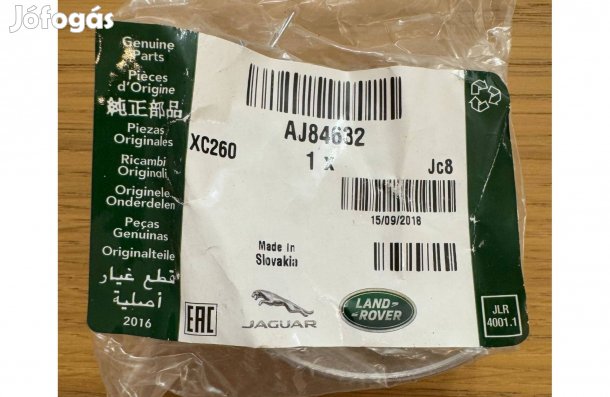 Jófogás
Genuine
Parts
Pièces
d'Origine
純正部品
Piezas
Originales
Ricambi
Originali
Originele
Onderdelen
Peças
Genuinas
Originalteile
قطع غيار
أصلية
2016
XC260
AJ84632
1 x
Jc8
15/09/2018
Made In
Slovakia
EAC
JAGUAR
LAND-
-ROVER
JLR
4001.1